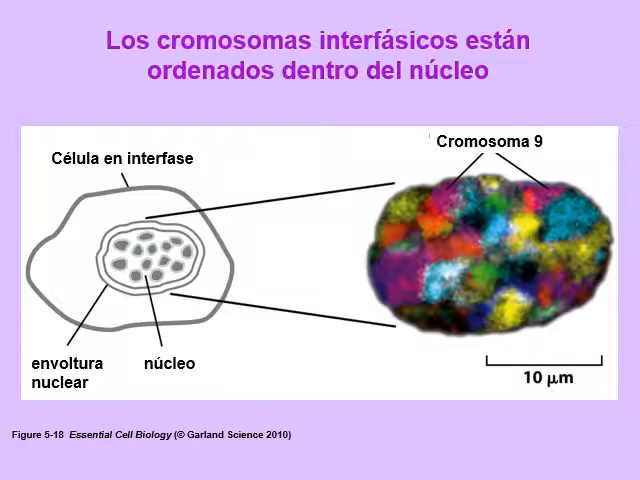 Los cromosomas interfásicos están
ordenados dentro del núcleo
Célula en interfase
Cromosoma 9
envoltura
nuclear
núcleo
10 μm
Figure 5-18 Essential Cell Biology (© Garland Science 2010)